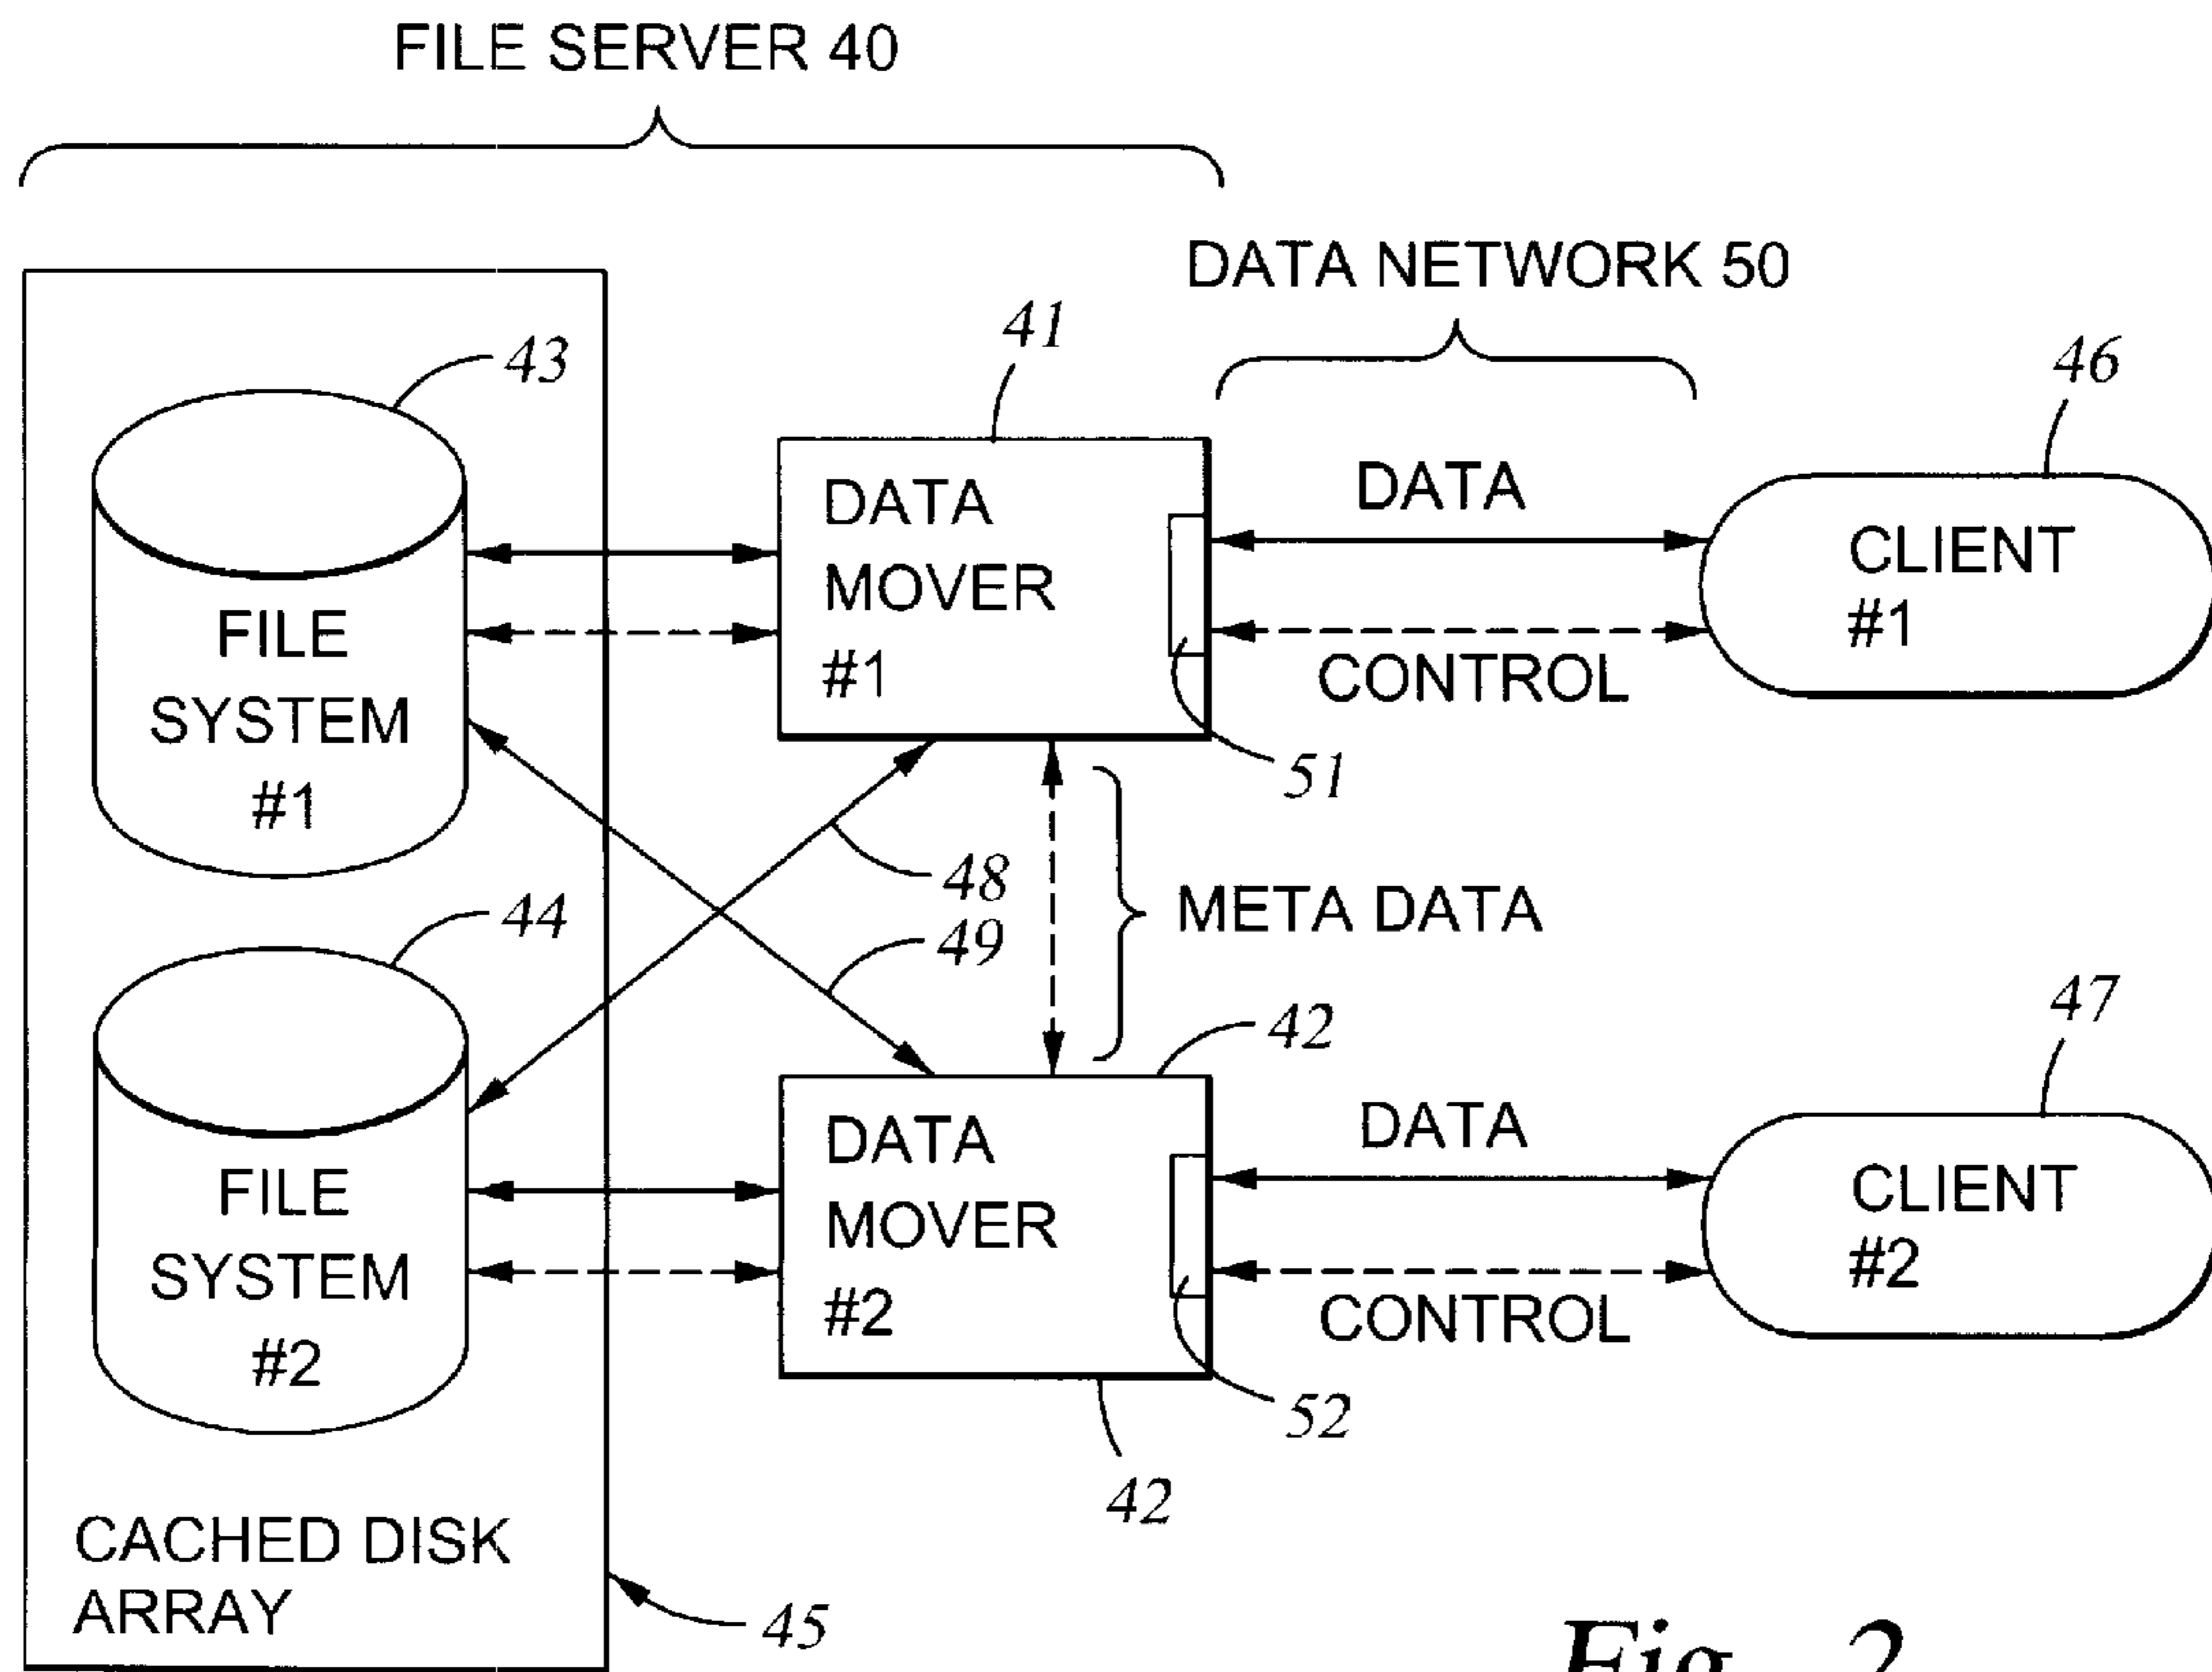 FILE SERVER 40
DATA NETWORK 50
43
41
46
DATA
MOVER
#1
DATA
CONTROL
CLIENT
#1
FILE
SYSTEM
#1
51
48
49
META DATA
44
42
47
FILE
SYSTEM
#2
DATA
MOVER
#2
DATA
CONTROL
CLIENT
#2
52
42
CACHED DISK
ARRAY
45
Fig. 2